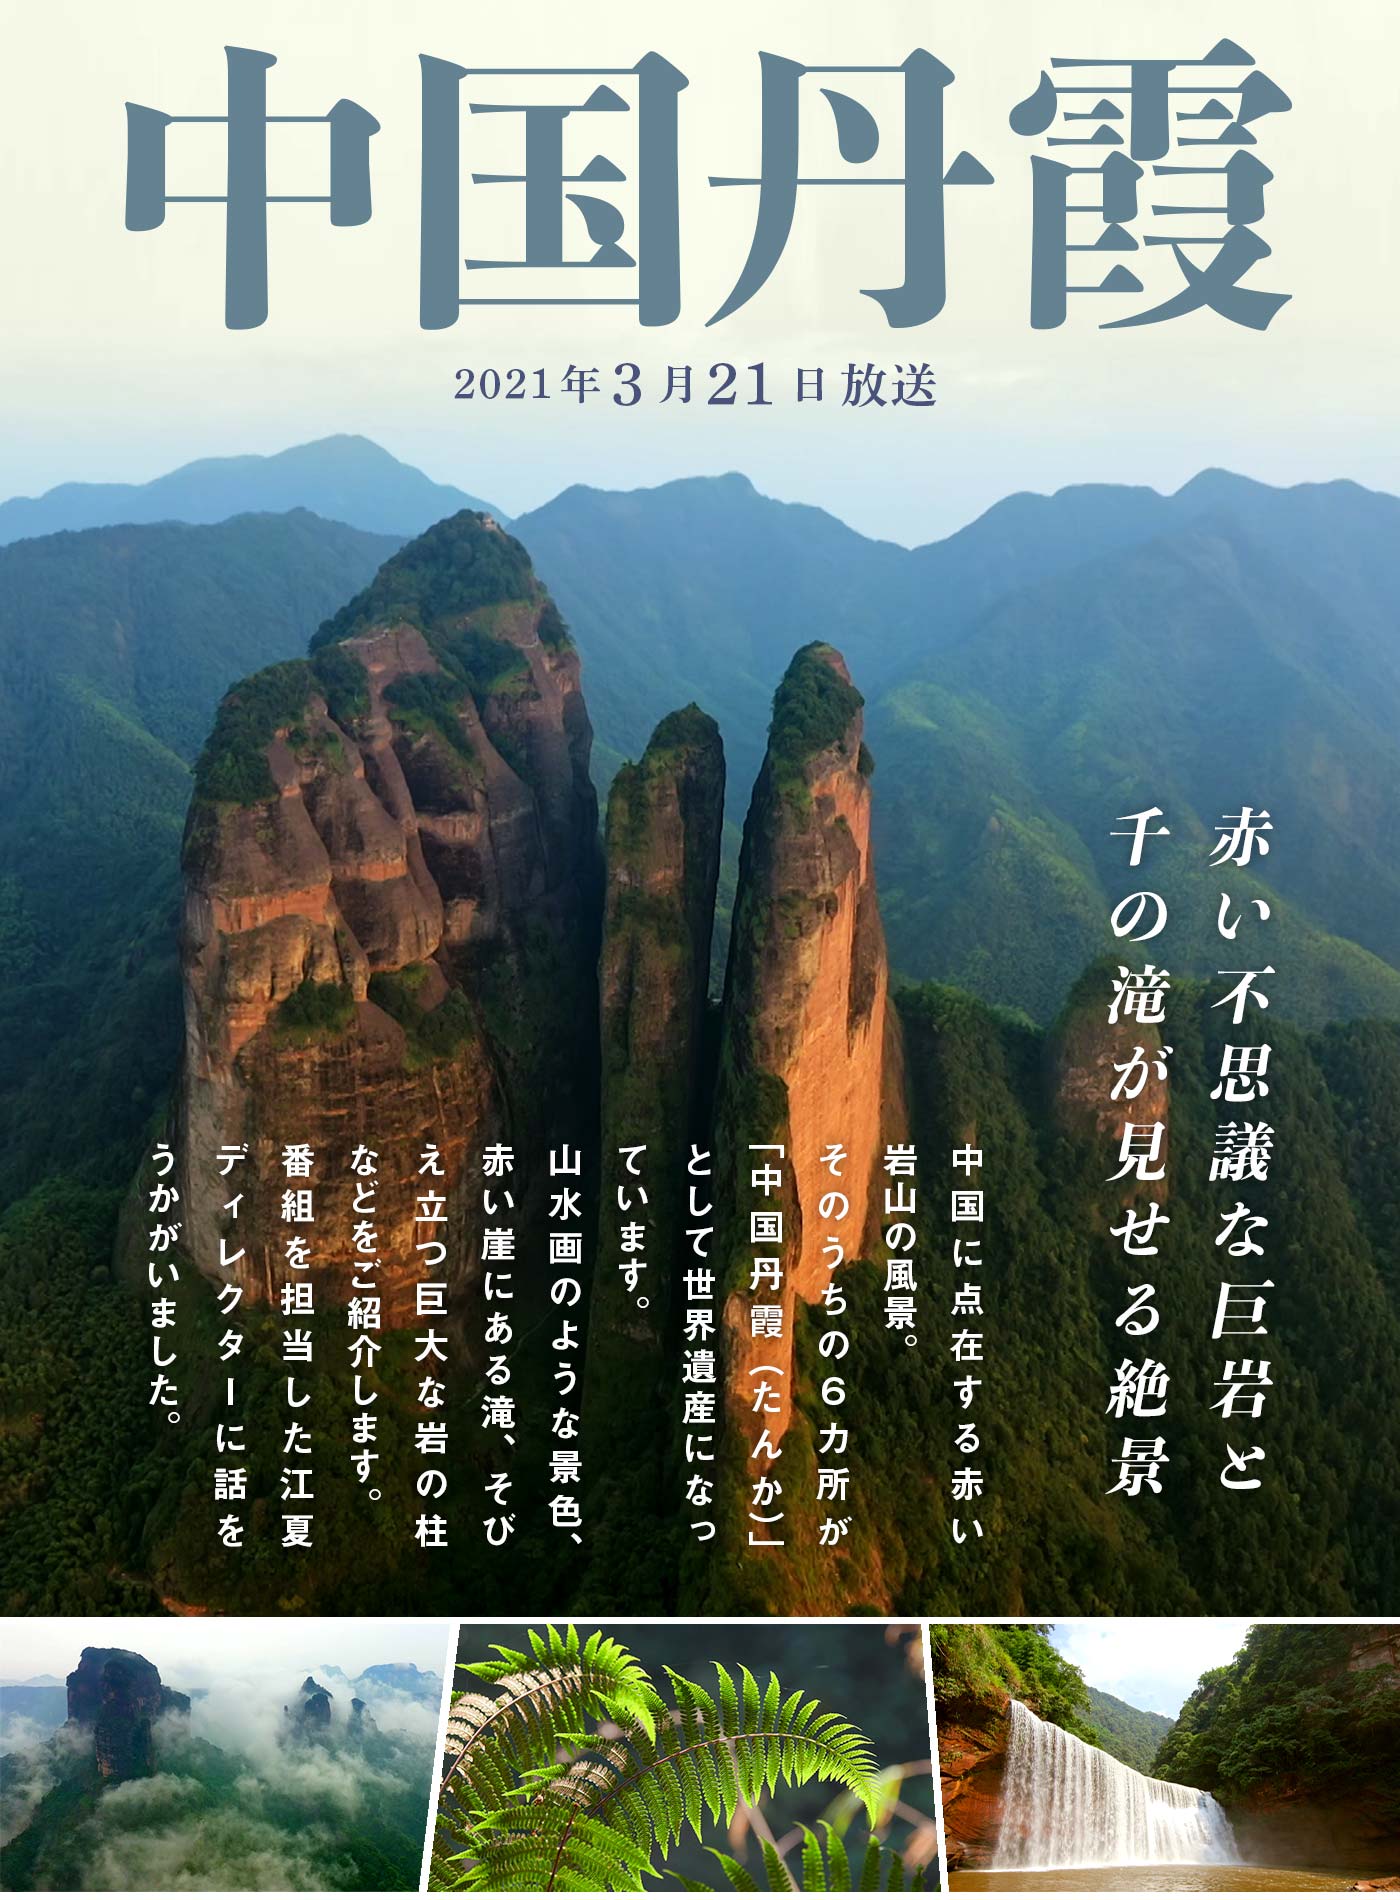 中国丹霞
2021年3月21日放送
赤い不思議な巨岩と
千の滝が見せる絶景
中国に点在する赤い
岩山の風景。
そのうちの6カ所が
「中国丹霞（たんか）」
として世界遺産になっ
ています。
山水画のような景色、
赤い崖にある滝、そび
え立つ巨大な岩の柱
などをご紹介します。
番組を担当した江夏
ディレクターに話を
うかがいました。